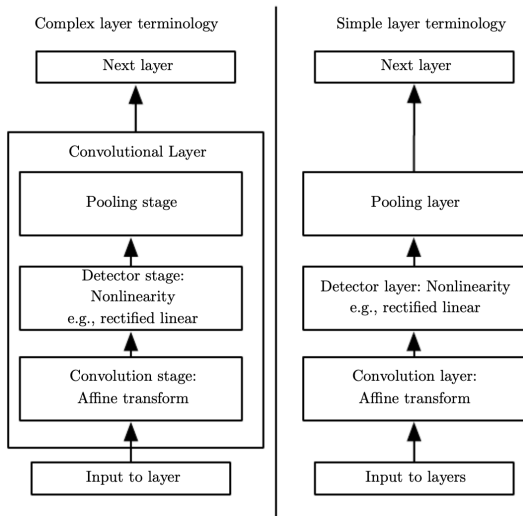 Complex layer terminology
Next layer
Convolutional Layer
Pooling stage
Detector stage:
Nonlinearity
e.g., rectified linear
Convolution stage:
Affine transform
Input to layer
Simple layer terminology
Next layer
Pooling layer
Detector layer: Nonlinearity
e.g., rectified linear
Convolution layer:
Affine transform
Input to layers